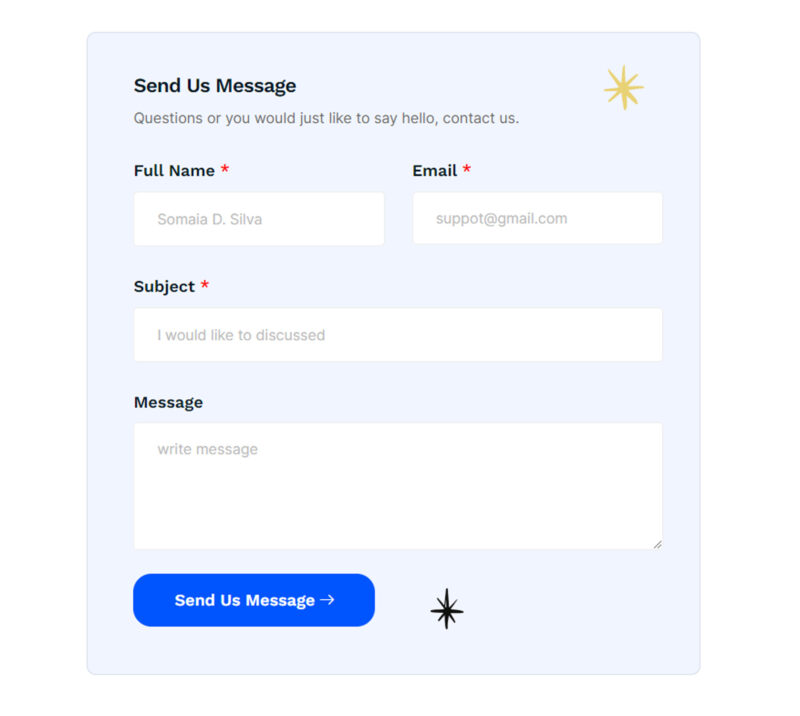 Send Us Message
Questions or you would just like to say hello, contact us.
Full Name * Email *
Somaia D. Silva suppot@gmail.com
Subject *
I would like to discussed
Message
write message
Send Us Message →